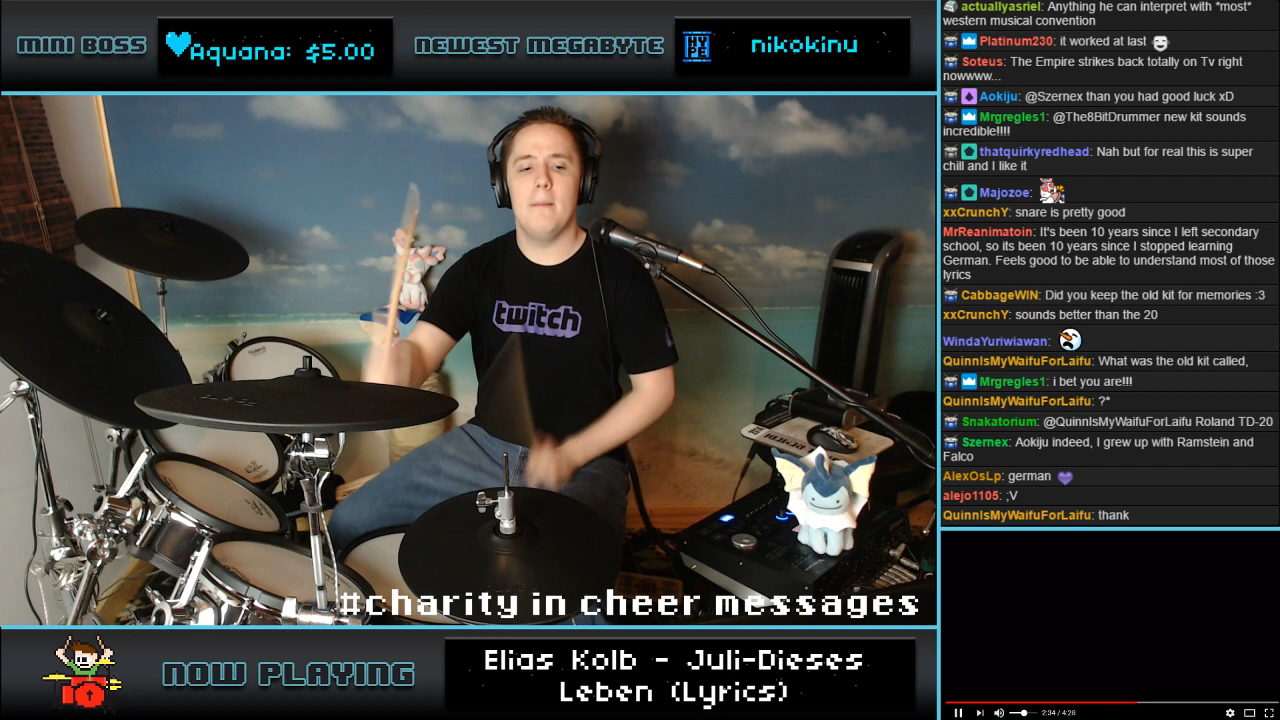 MINI BOSS
Aquana: $5.00
NEWEST MEGABYTE
HYPE
nikokinu
twitch
#charity in cheer messages
NOW PLAYING
Elias Kolb - Juli-Dieses
Leben (Lyrics)
actuallyasriel: Anything he can interpret with *most*
western musical convention
Platinum230: it worked at last
Soteus: The Empire strikes back totally on Tv right
nowwww...
Aokiju: @Szernex than you had good luck xD
Mrgregles1: @The8BitDrummer new kit sounds
incredible!!!!
thatquirkyredhead: Nah but for real this is super
chill and I like it
Majozoe:
xxCrunchY: snare is pretty good
MrReanimatoin: It's been 10 years since I left secondary
school, so its been 10 years since I stopped learning
German. Feels good to be able to understand most of those
lyrics
CabbageWIN: Did you keep the old kit for memories :3
xxCrunchY: sounds better than the 20
WindaYuriwiawan:
QuinnIsMyWaifuForLaifu: What was the old kit called,
Mrgregles1: i bet you are!!!
QuinnIsMyWaifuForLaifu: ?*
Snakatorium: @QuinnIsMyWaifuForLaifu Roland TD-20
Szernex: Aokiju indeed, I grew up with Ramstein and
Falco
AlexOsLp: german
alejo1105: ;V
QuinnIsMyWaifuForLaifu: thank
2:34 / 4:28